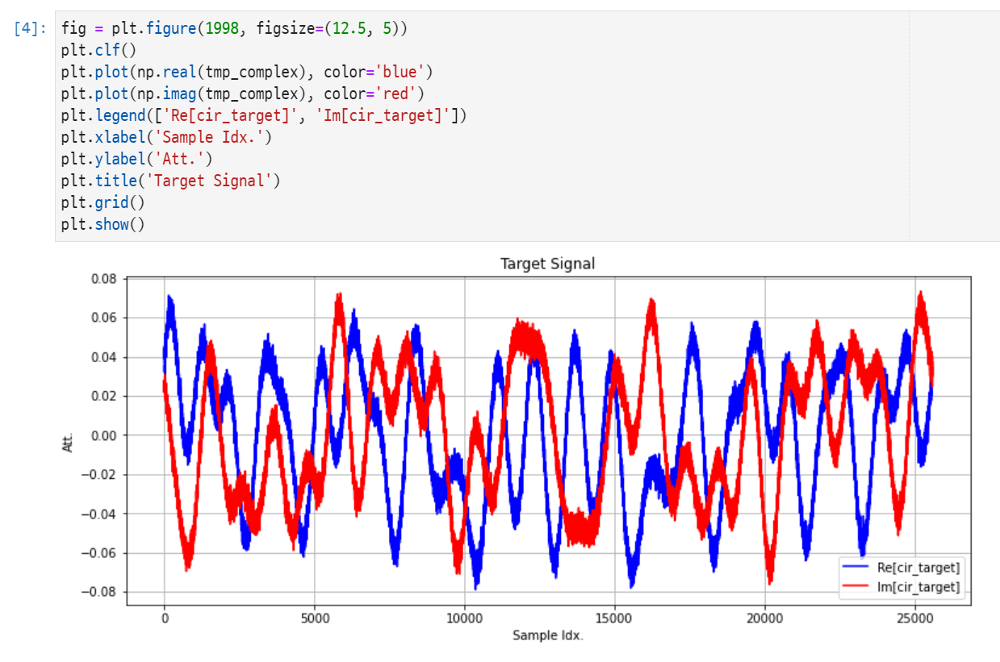 [4]: fig = plt.figure(1998, figsize=(12.5, 5))
plt.clf()
plt.plot(np.real(tmp_complex), color='blue')
plt.plot(np.imag(tmp_complex), color='red')
plt.legend(['Re[cir_target]', 'Im[cir_target]'])
plt.xlabel('Sample Idx.')
plt.ylabel('Att.')
plt.title('Target Signal')
plt.grid()
plt.show()
Target Signal
0.08
0.06
0.04
0.02
0.00
−0.02
−0.04
−0.06
−0.08
Att.
Re[cir_target]
Im[cir_target]
0 5000 10000 15000 20000 25000
Sample Idx.